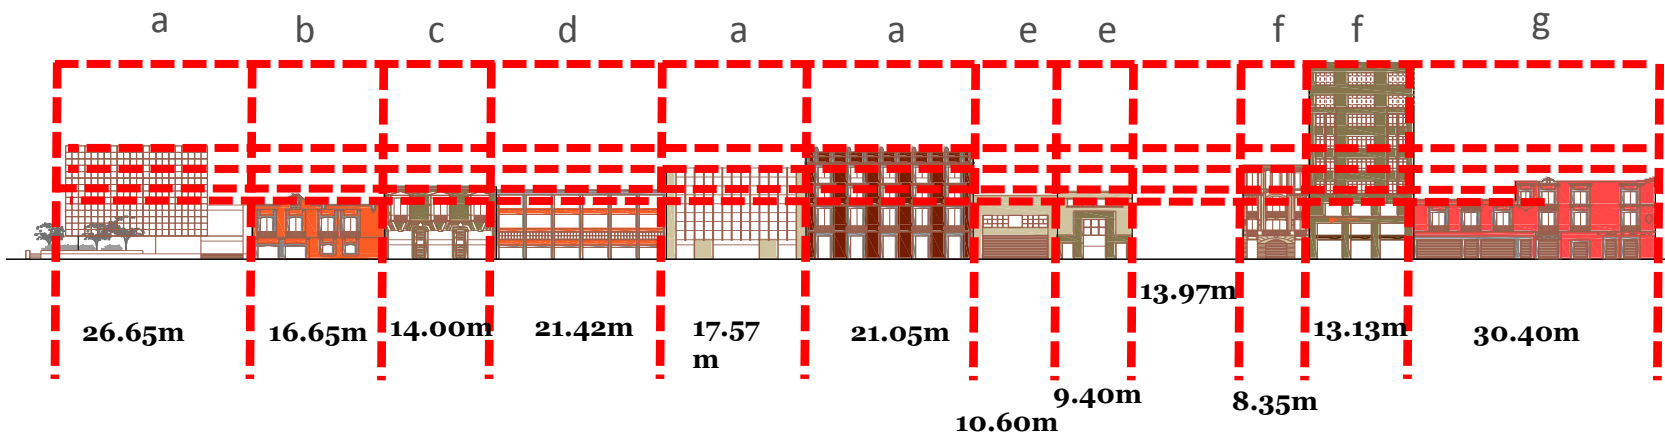 a b c d a a e e f f g
13.97m
26.65m 16.65m 14.00m 21.42m 17.57 21.05m 13.13m 30.40m
m
9.40m 8.35m
10.60m